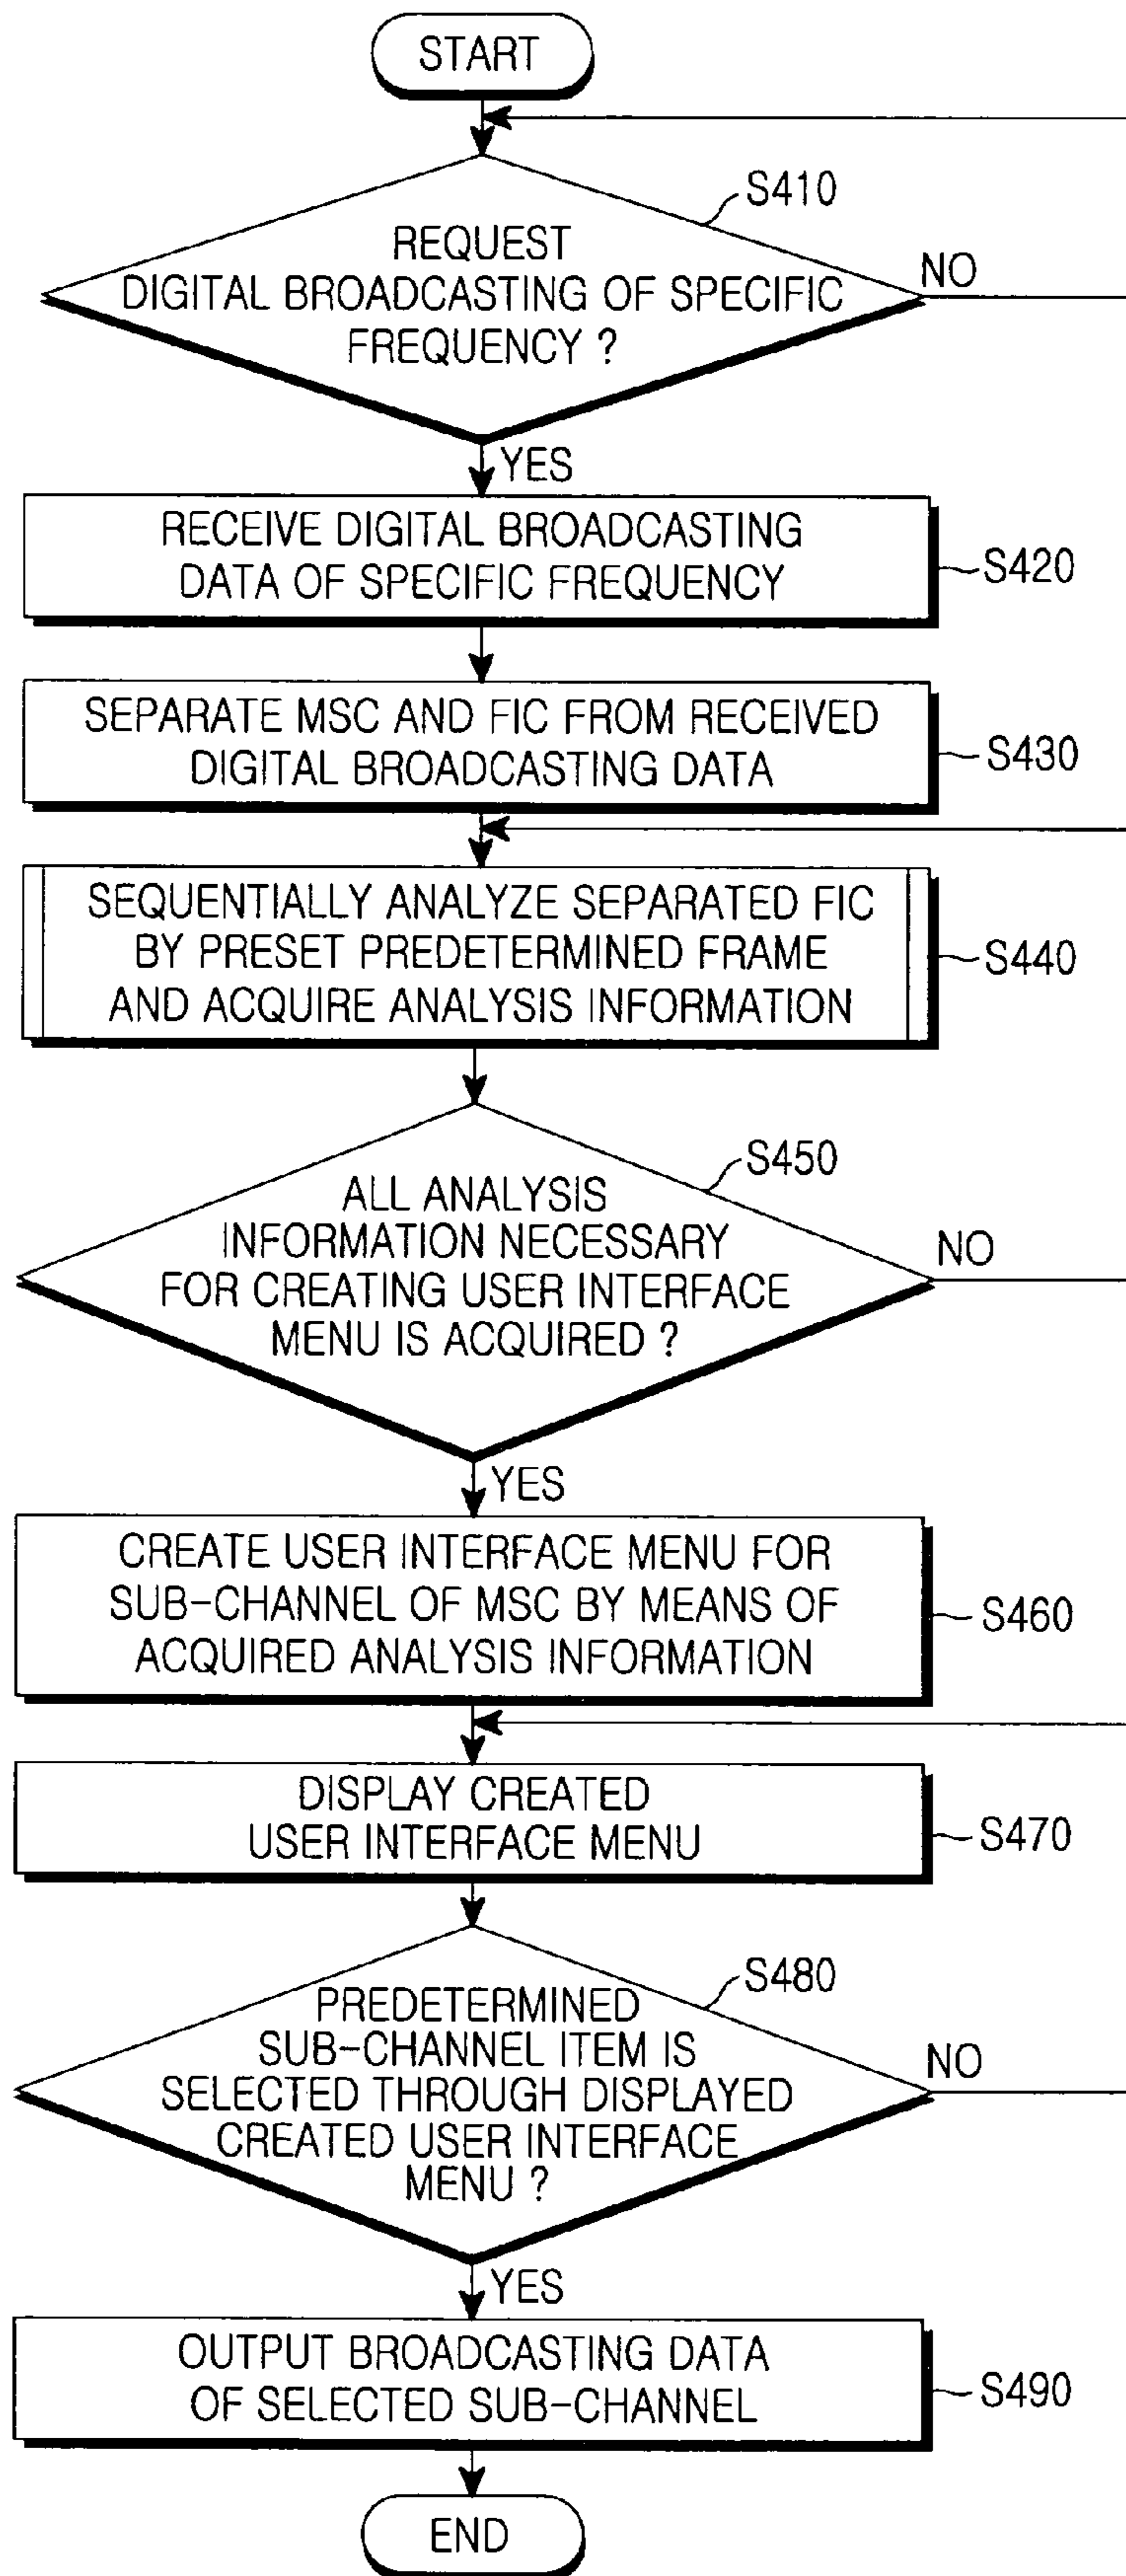 START
S410
REQUEST
DIGITAL BROADCASTING OF SPECIFIC
FREQUENCY ?
NO
YES
RECEIVE DIGITAL BROADCASTING
DATA OF SPECIFIC FREQUENCY
S420
SEPARATE MSC AND FIC FROM RECEIVED
DIGITAL BROADCASTING DATA
S430
SEQUENTIALLY ANALYZE SEPARATED FIC
BY PRESET PREDETERMINED FRAME
AND ACQUIRE ANALYSIS INFORMATION
S440
S450
ALL ANALYSIS
INFORMATION NECESSARY
FOR CREATING USER INTERFACE
MENU IS ACQUIRED ?
NO
YES
CREATE USER INTERFACE MENU FOR
SUB-CHANNEL OF MSC BY MEANS OF
ACQUIRED ANALYSIS INFORMATION
S460
DISPLAY CREATED
USER INTERFACE MENU
S470
S480
PREDETERMINED
SUB-CHANNEL ITEM IS
SELECTED THROUGH DISPLAYED
CREATED USER INTERFACE
MENU ?
NO
YES
OUTPUT BROADCASTING DATA
OF SELECTED SUB-CHANNEL
S490
END